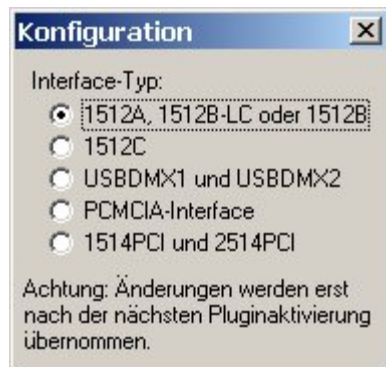 Konfiguration
Interface-Typ:
1512A, 1512B-LC oder 1512B
1512C
USBDMX1 und USBDMX2
PCMCIA-Interface
1514PCI und 2514PCI
Achtung: Änderungen werden erst
nach der nächsten Pluginaktivierung
übernommen.